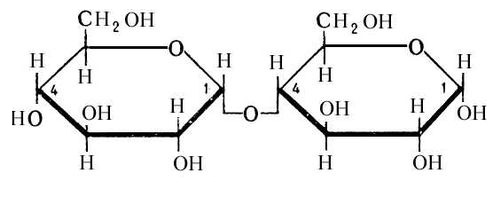 CH₂OH CH₂OH
O O
H H H H
H H
4 1 4 1
HO OH H O OH H OH
H OH H OH